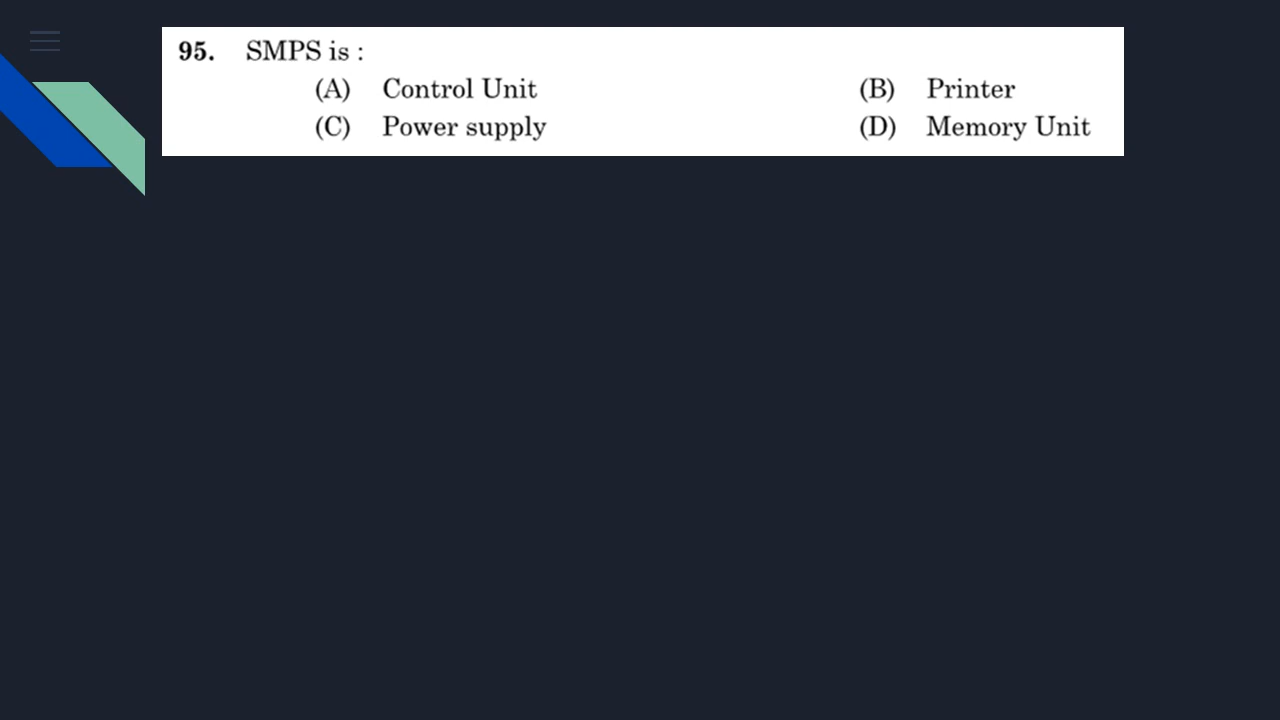 95. SMPS is :
(A) Control Unit (B) Printer
(C) Power supply (D) Memory Unit